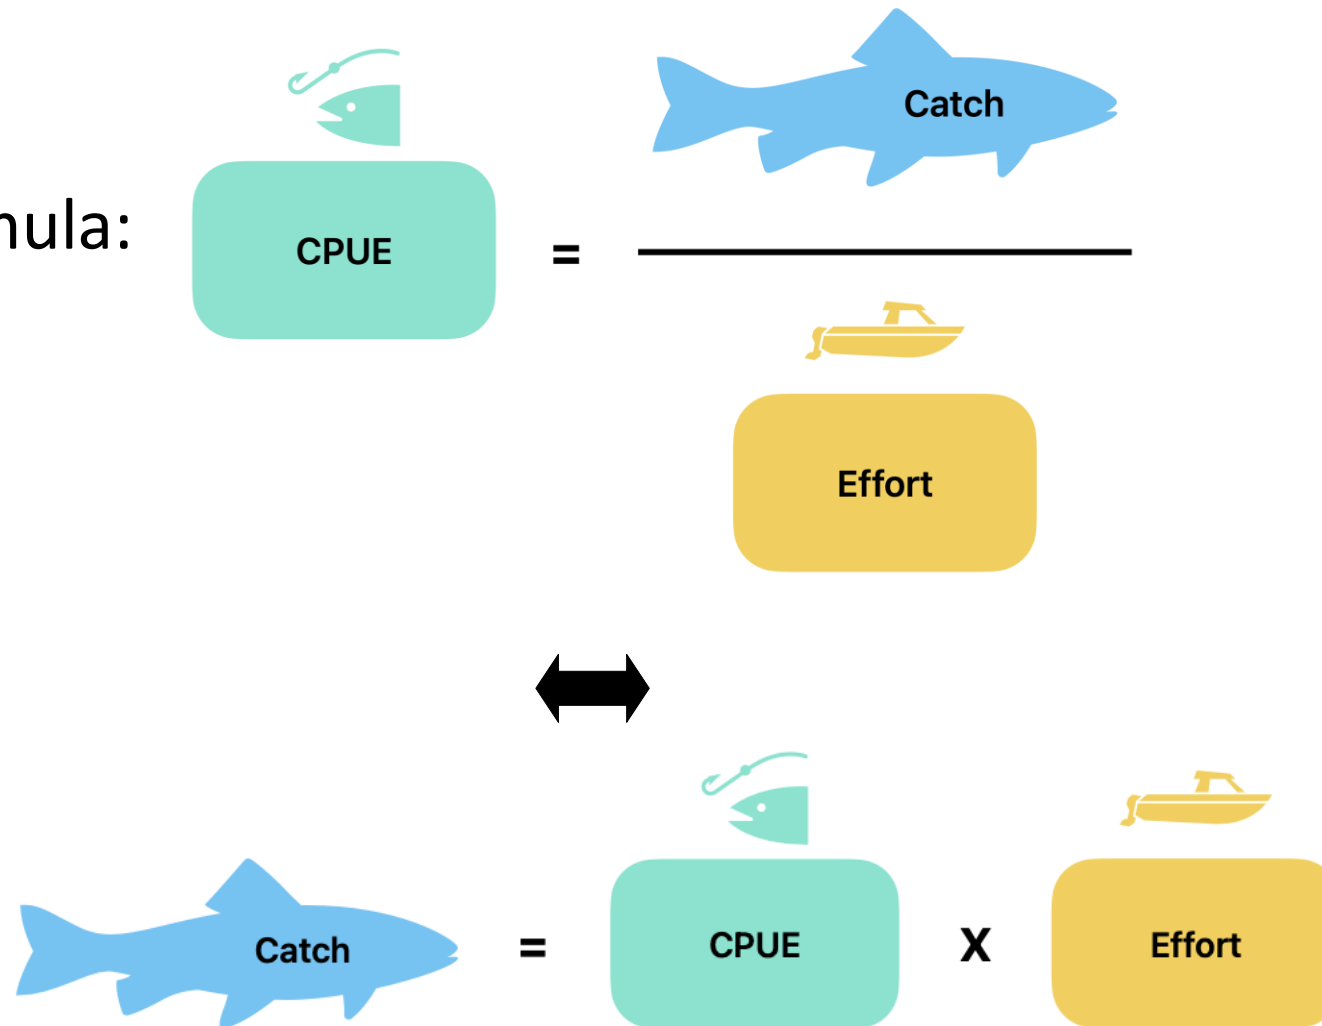 Catch
nula:
CPUE
=
Effort
Catch
=
CPUE
X
Effort